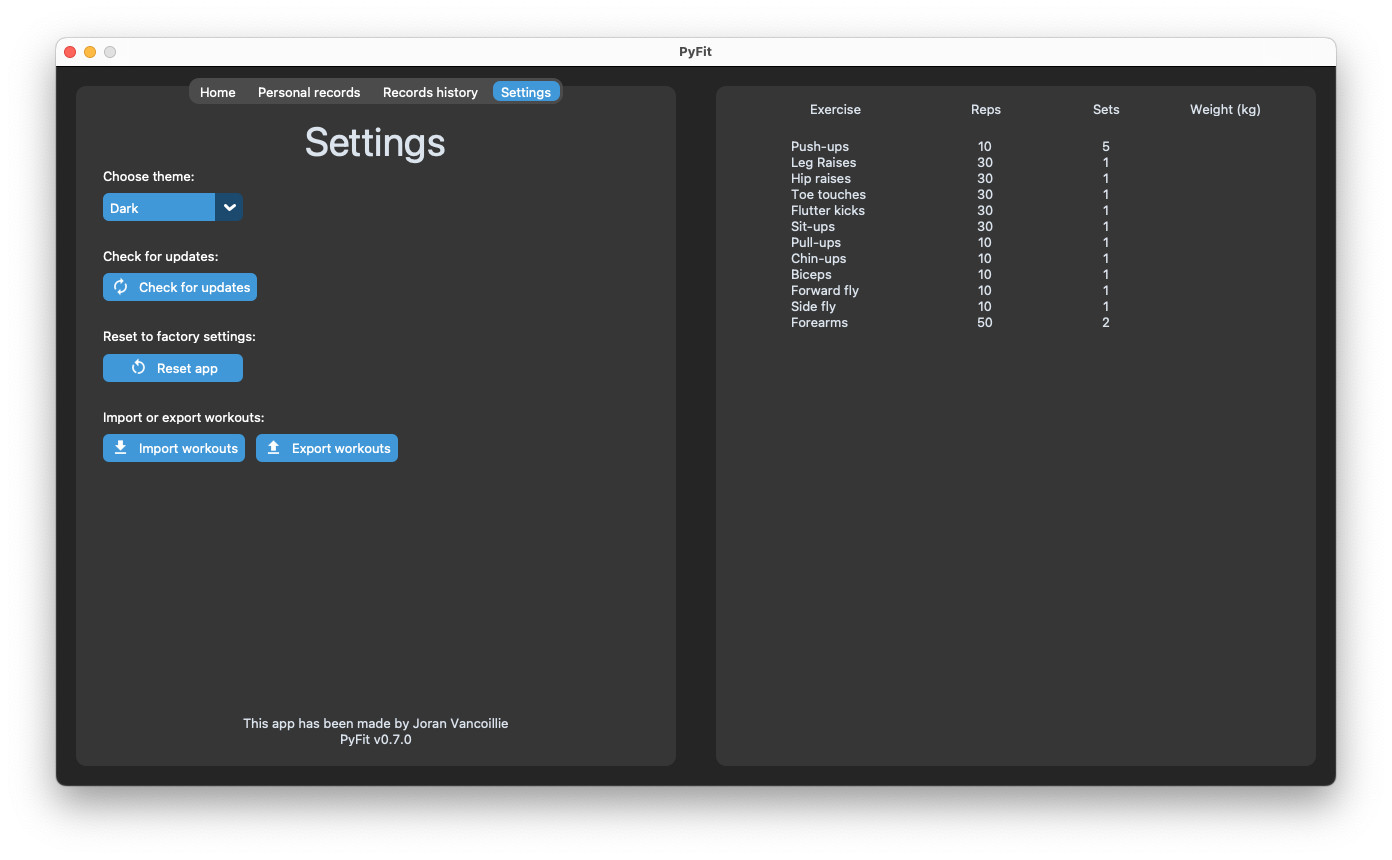 PyFit
Home Personal records Records history Settings
Settings
Choose theme:
Dark
Check for updates:
Check for updates
Reset to factory settings:
Reset app
Import or export workouts:
Import workouts Export workouts
This app has been made by Joran Vancoillie
PyFit v0.7.0
Exercise Reps Sets Weight (kg)
Push-ups 10 5
Leg Raises 30 1
Hip raises 30 1
Toe touches 30 1
Flutter kicks 30 1
Sit-ups 30 1
Pull-ups 10 1
Chin-ups 10 1
Biceps 10 1
Forward fly 10 1
Side fly 10 1
Forearms 50 2